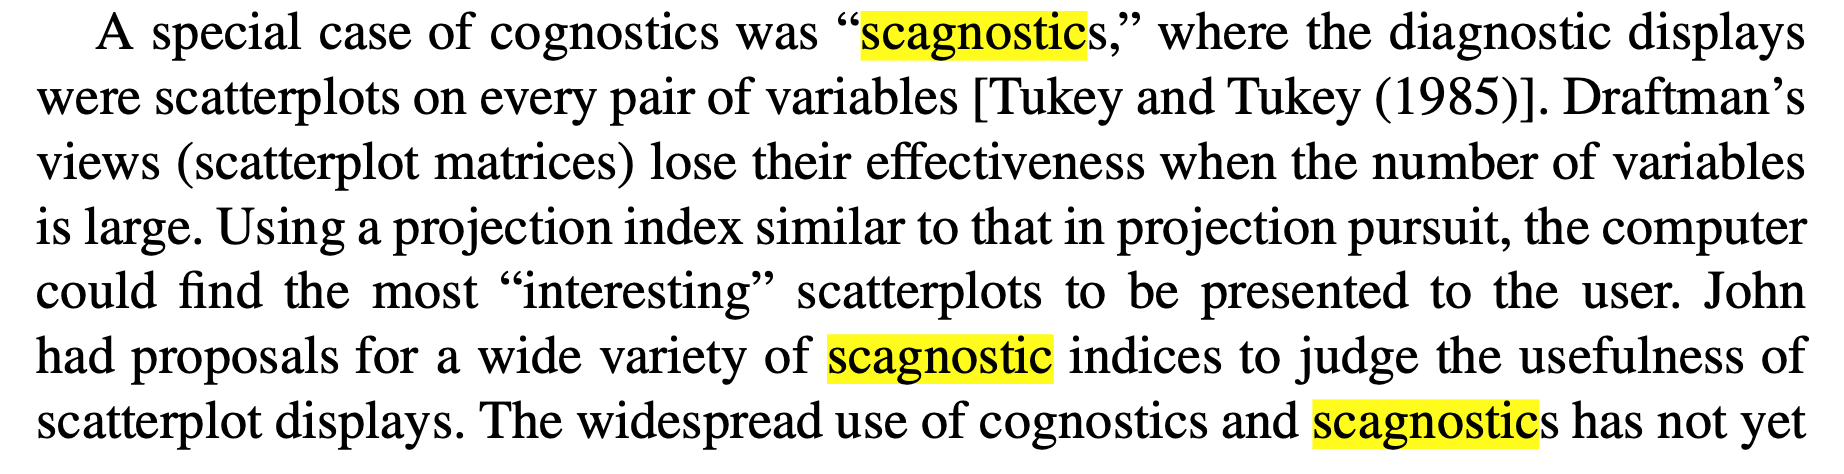 A special case of cognostics was “scagnostics,” where the diagnostic displays
were scatterplots on every pair of variables [Tukey and Tukey (1985)]. Draftman’s
views (scatterplot matrices) lose their effectiveness when the number of variables
is large. Using a projection index similar to that in projection pursuit, the computer
could find the most “interesting” scatterplots to be presented to the user. John
had proposals for a wide variety of scagnostic indices to judge the usefulness of
scatterplot displays. The widespread use of cognostics and scagnostics has not yet